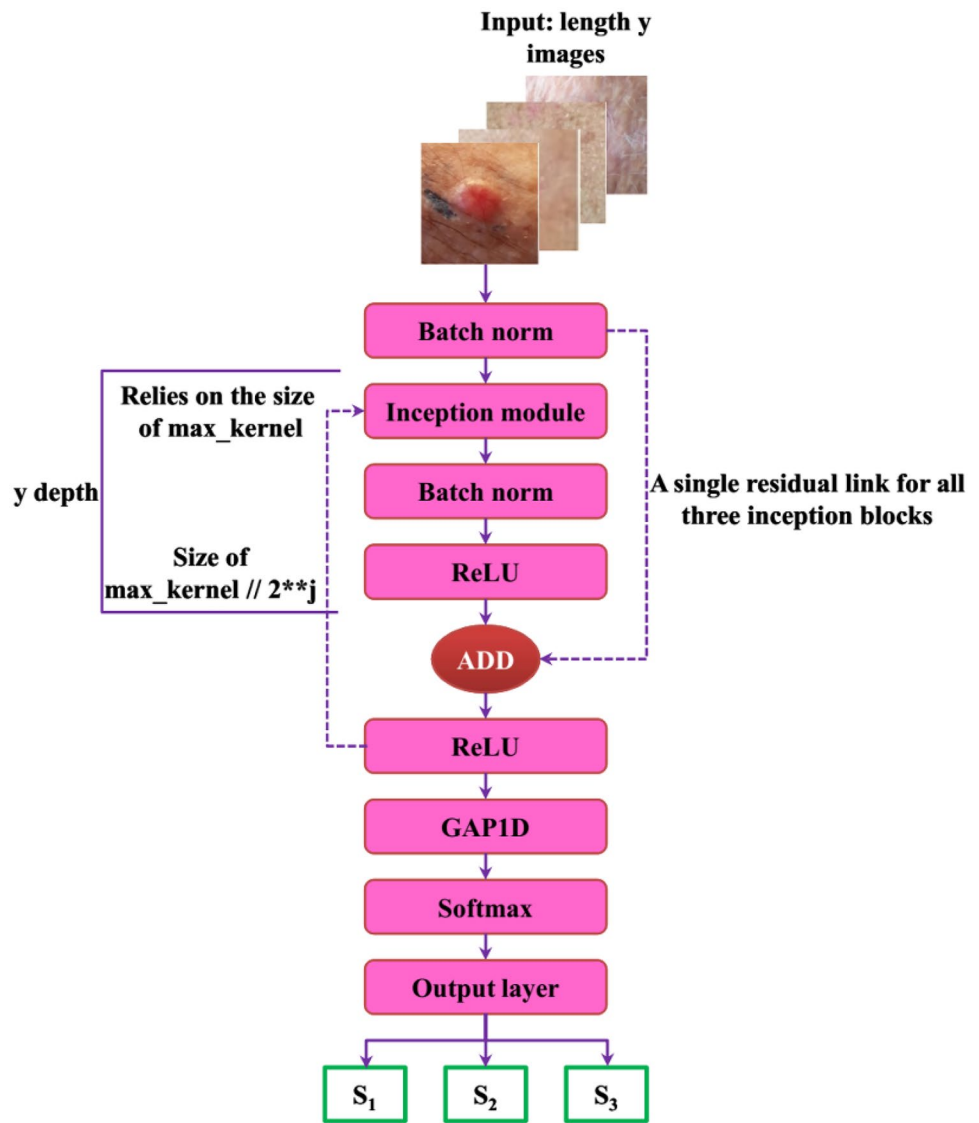 Input: length y
images
Batch norm
Relies on the size
of max_kernel
Inception module
y depth
Batch norm
A single residual link for all
three inception blocks
Size of
max_kernel // 2**j
ReLU
ADD
ReLU
GAP1D
Softmax
Output layer
S₁ S₂ S₃